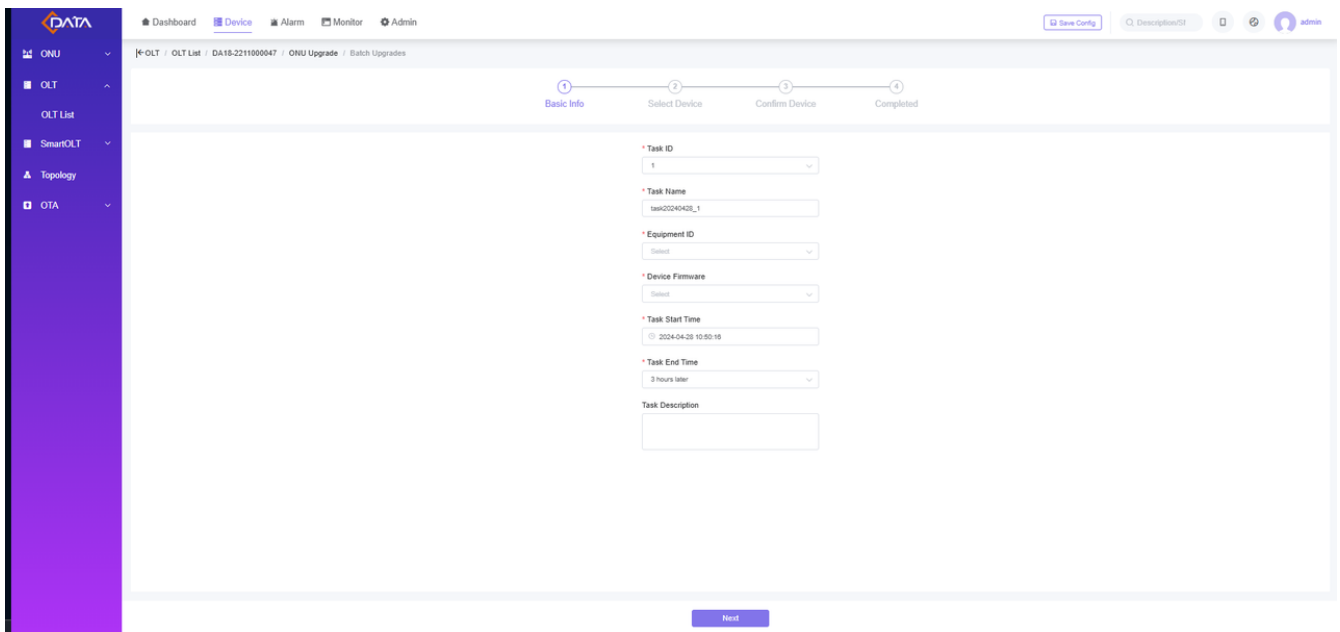 DATA
Dashboard Device Alarm Monitor Admin
Save Config Description/S! admin
ONU
OLT
OLT List
SmartOLT
Topology
OTA
OLT / OLT List / DA18-2211000047 / ONU Upgrade / Batch Upgrades
1 2 3 4
Basic Info Select Device Confirm Device Completed
* Task ID
1
* Task Name
task20240428_1
* Equipment ID
Select
* Device Firmware
Select
* Task Start Time
2024-04-28 10:50:16
* Task End Time
3 hours later
Task Description
Next